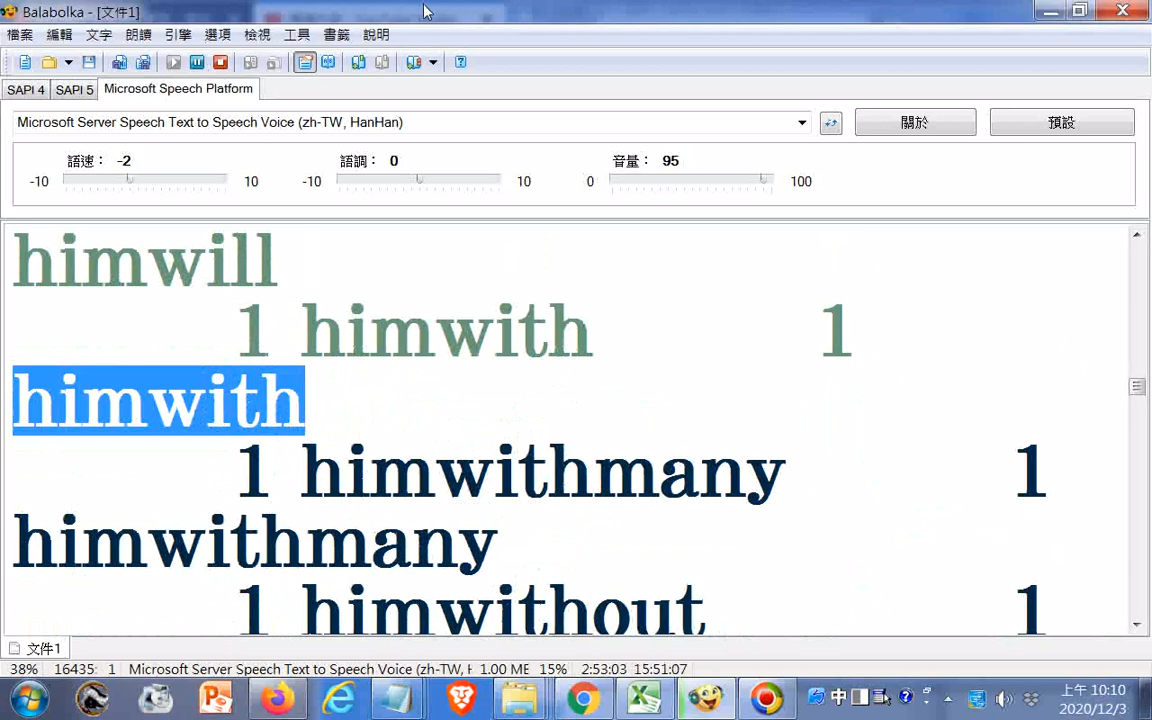 Balabolka - [文件1]
檔案 編輯 文字 朗讀 引擎 選項 檢視 工具 書籤 說明
SAPI 4 SAPI 5 Microsoft Speech Platform
Microsoft Server Speech Text to Speech Voice (zh-TW, HanHan) 關於 預設
語速： -2 語調： 0 音量： 95
-10 10 -10 10 0 100
himwill
1 himwith 1
himwith
1 himwithmany 1
himwithmany
1 himwithout 1
文件1
38% 16435: 1 Microsoft Server Speech Text to Speech Voice (zh-TW, 1.00 ME 15% 2:53:03 15:51:07
中 上午 10:10
2020/12/3